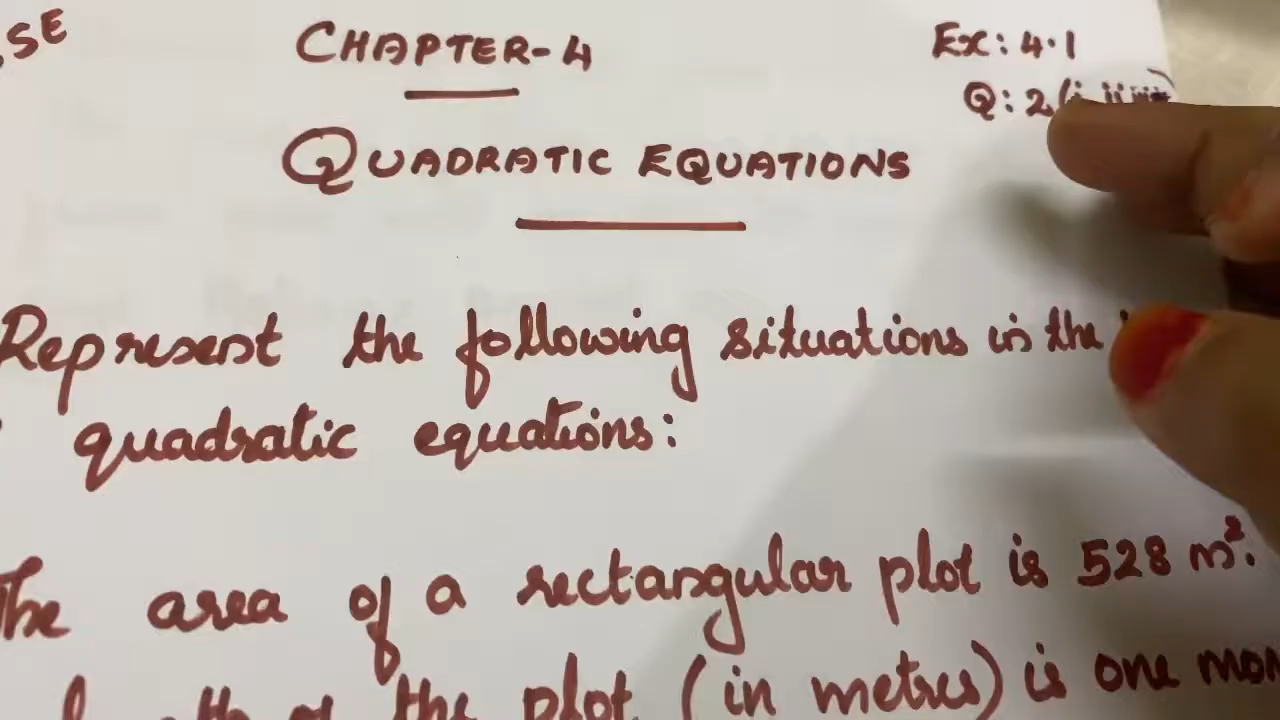 SE
CHAPTER-4
Ex: 4.1
Q: 2
QUADRATIC EQUATIONS
Represent the following situations in the
quadratic equations:
The area of a rectangular plot is 528 m².
of the plot (in metres) is one